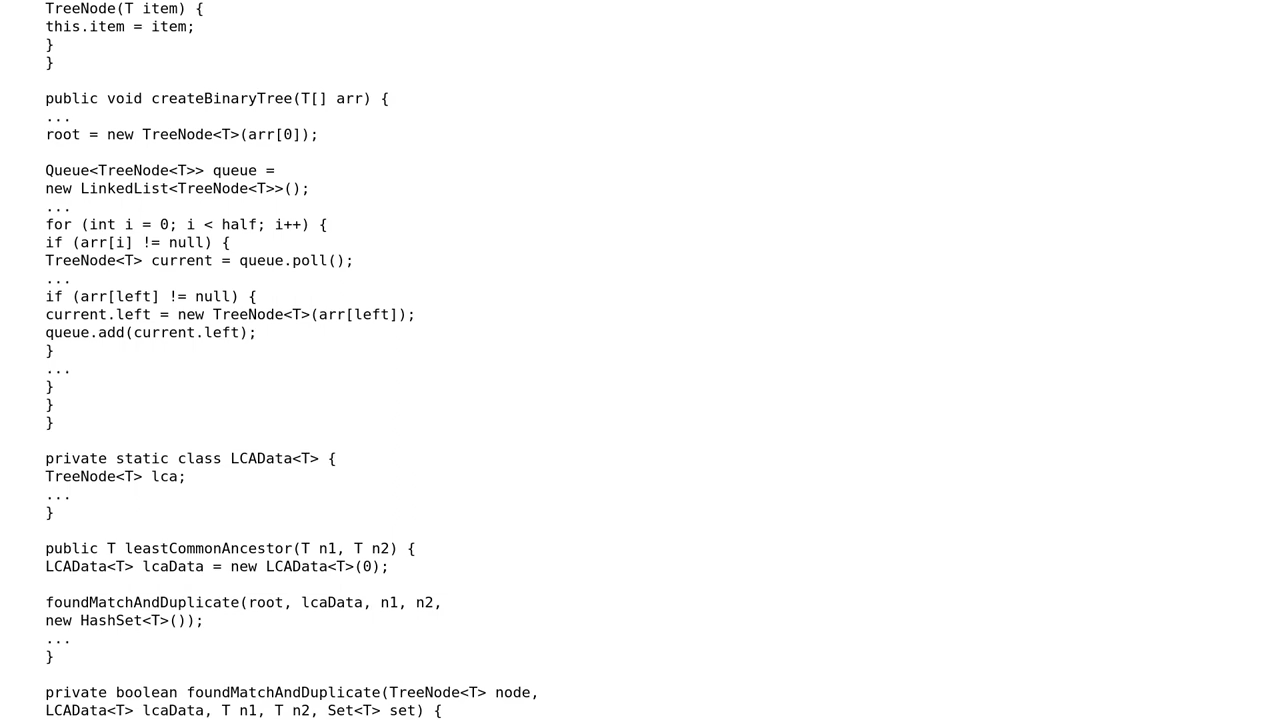 TreeNode(T item) {
this.item = item;
}
}
public void createBinaryTree(T[] arr) {
...
root = new TreeNode<T>(arr[0]);
Queue<TreeNode<T>> queue =
new LinkedList<TreeNode<T>>();
...
for (int i = 0; i < half; i++) {
if (arr[i] != null) {
TreeNode<T> current = queue.poll();
...
if (arr[left] != null) {
current.left = new TreeNode<T>(arr[left]);
queue.add(current.left);
}
...
}
}
}
private static class LCAData<T> {
TreeNode<T> lca;
...
}
public T leastCommonAncestor(T n1, T n2) {
LCAData<T> lcaData = new LCAData<T>(0);
foundMatchAndDuplicate(root, lcaData, n1, n2,
new HashSet<T>());
...
}
private boolean foundMatchAndDuplicate(TreeNode<T> node,
LCAData<T> lcaData, T n1, T n2, Set<T> set) {